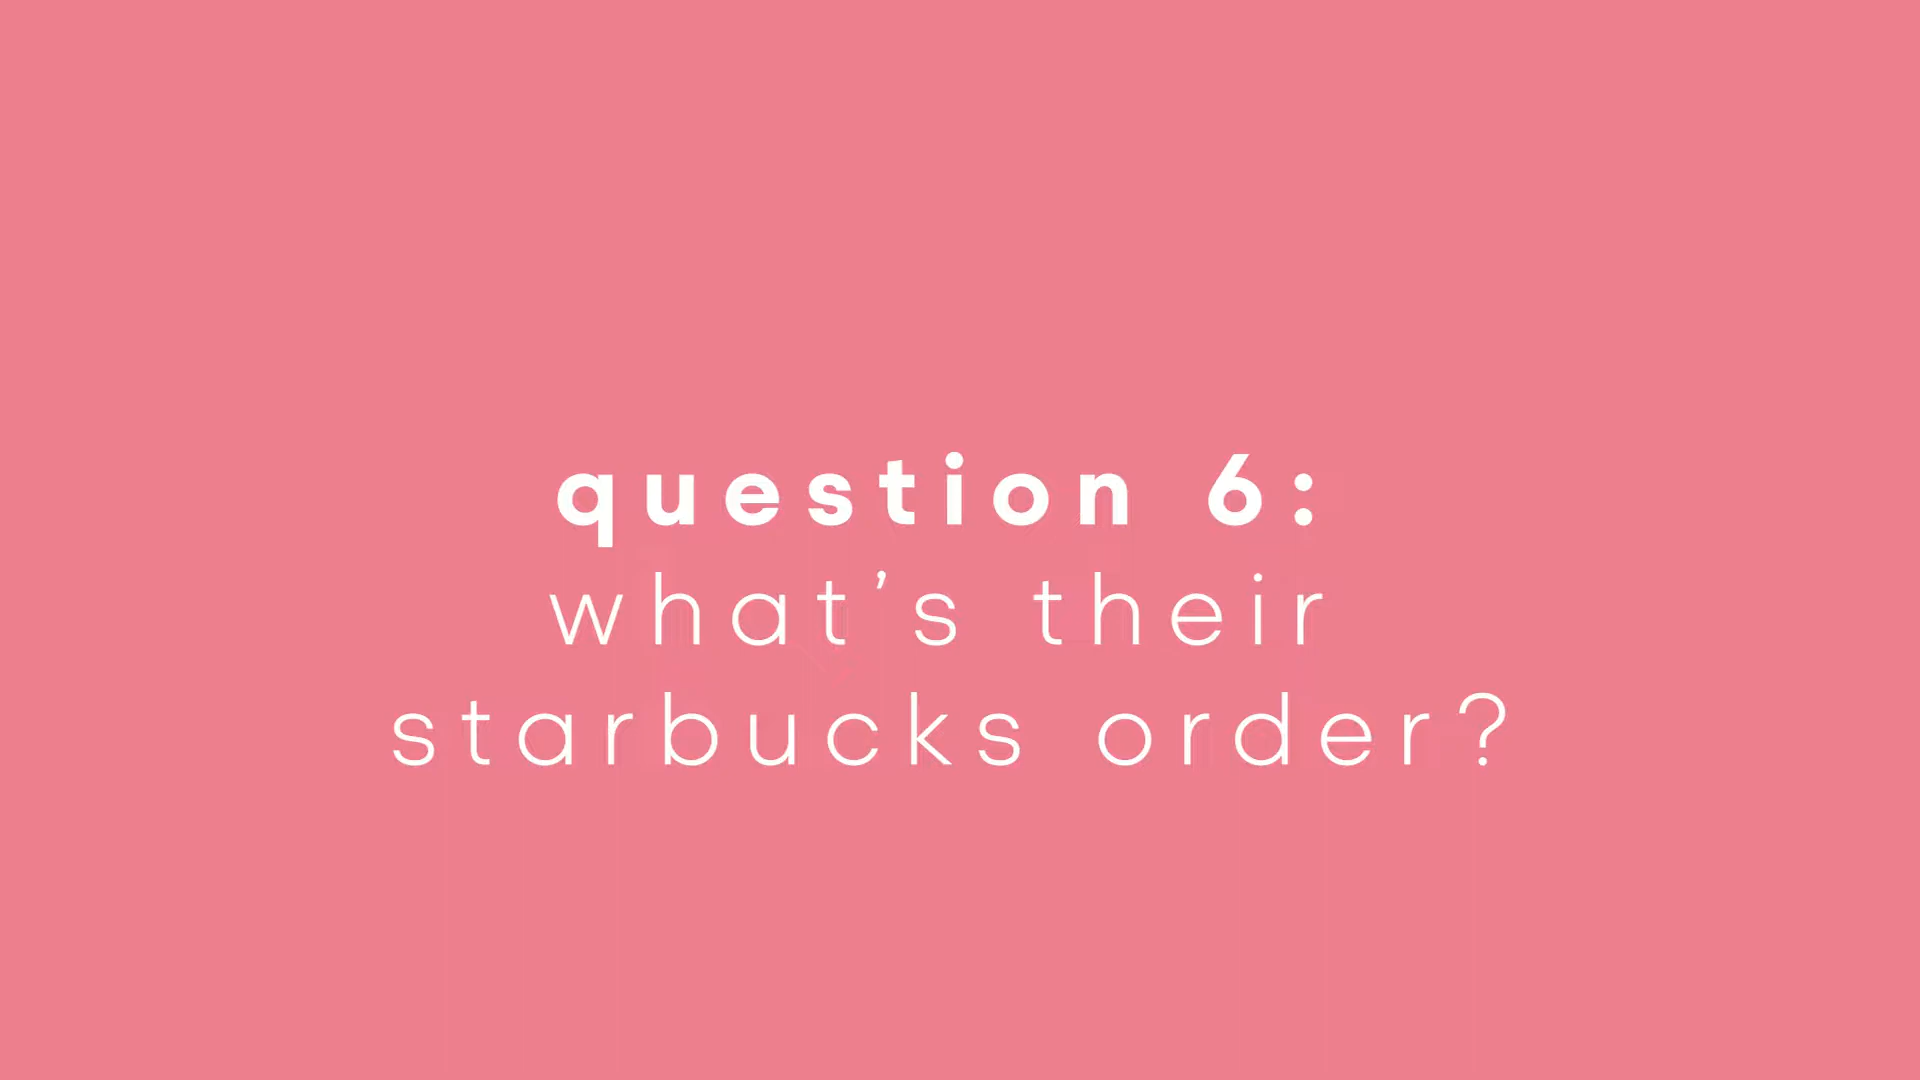 question 6:
what’s their
starbucks order?